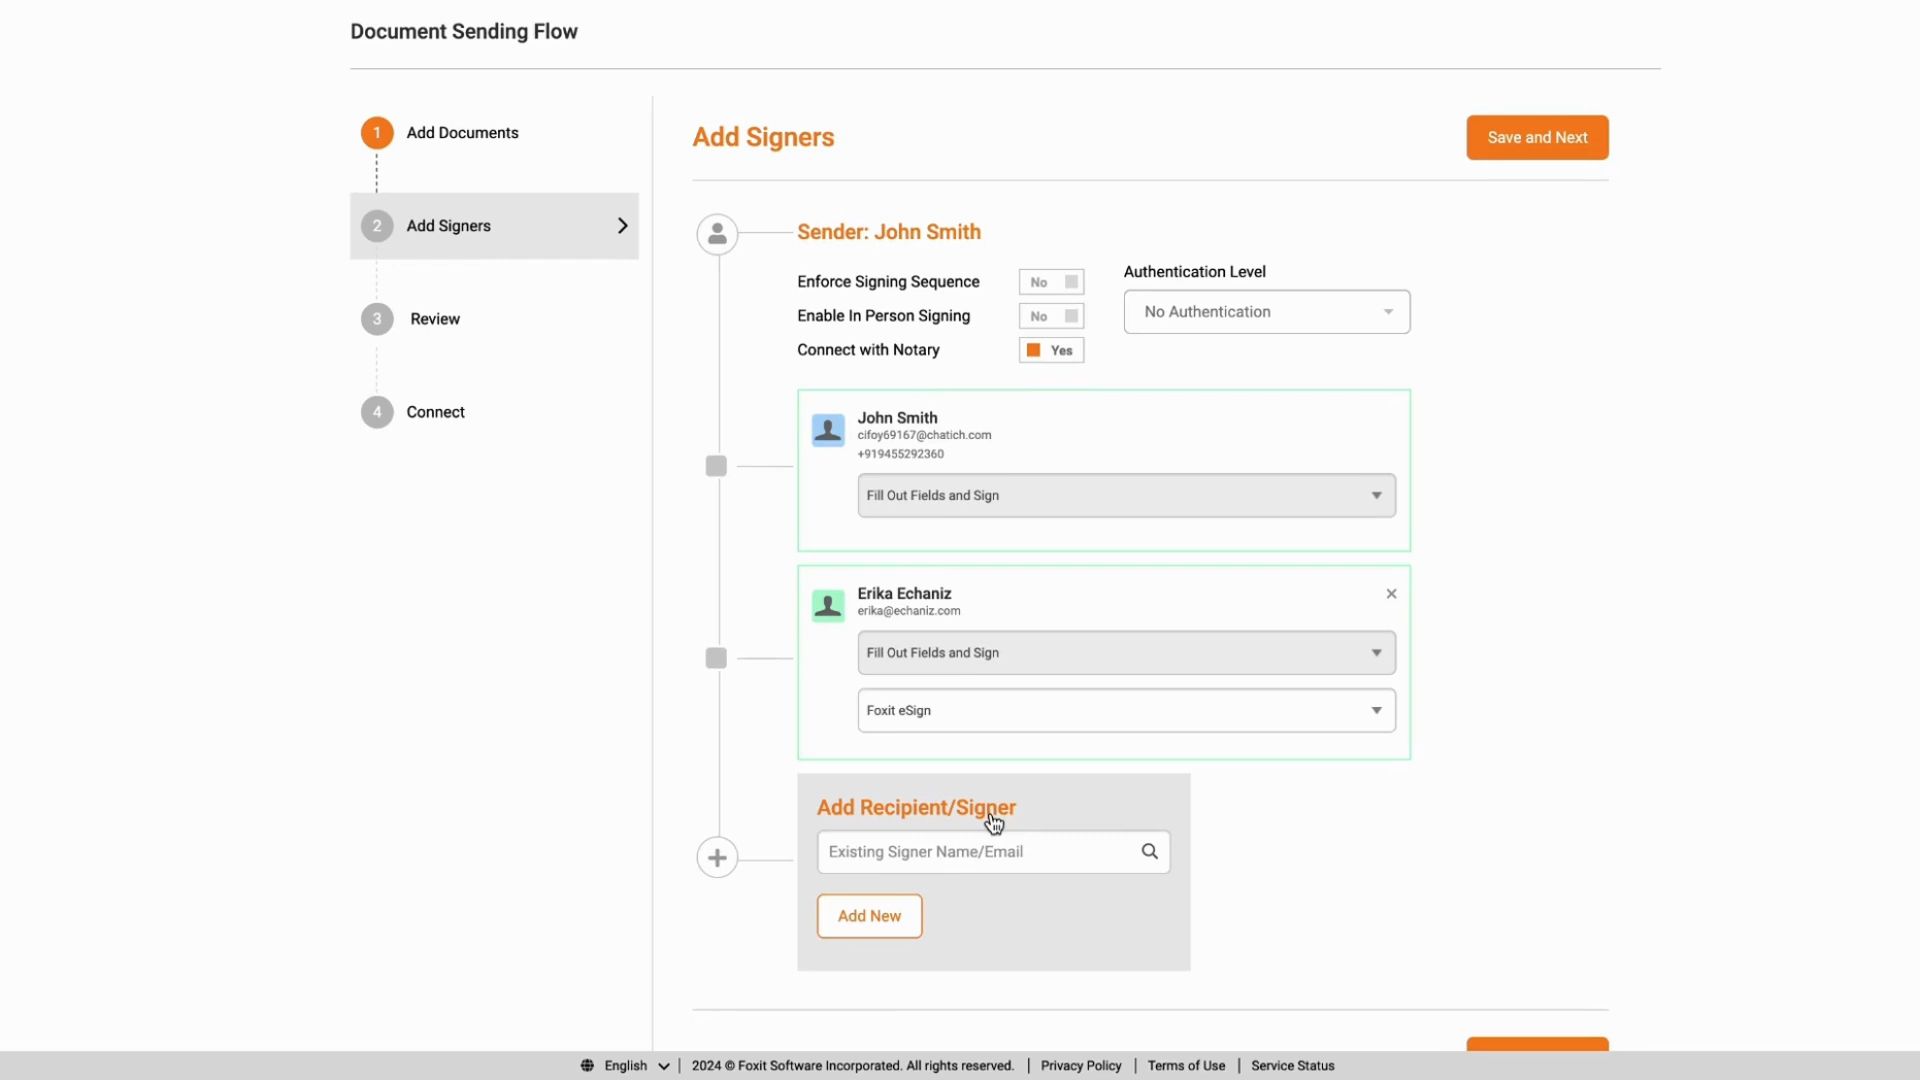 Document Sending Flow
1 Add Documents
2 Add Signers
3 Review
4 Connect
Add Signers
Save and Next
Sender: John Smith
Enforce Signing Sequence No
Enable In Person Signing No
Connect with Notary Yes
Authentication Level
No Authentication
John Smith
cifoy69167@chatich.com
+919455292360
Fill Out Fields and Sign
Erika Echaniz
erika@echaniz.com
Fill Out Fields and Sign
Foxit eSign
Add Recipient/Signer
Existing Signer Name/Email
Add New
English | 2024 © Foxit Software Incorporated. All rights reserved. | Privacy Policy | Terms of Use | Service Status